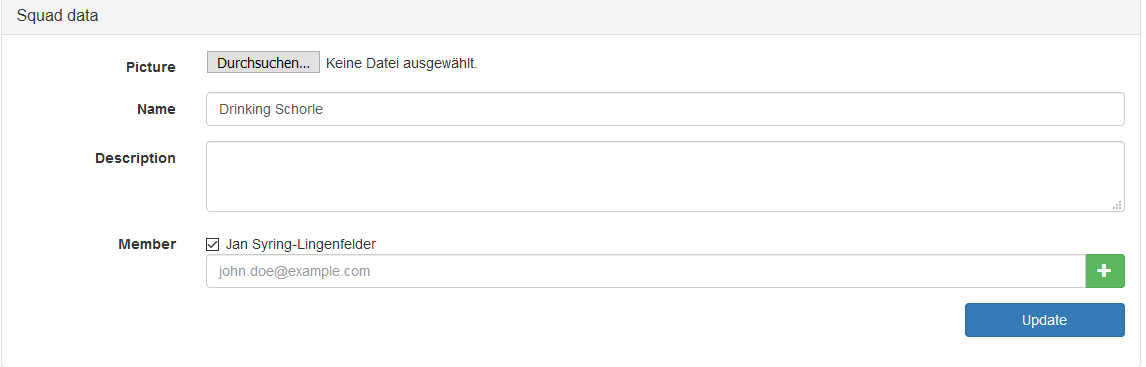 Squad data
Picture Durchsuchen... Keine Datei ausgewählt.
Name Drinking Schorle
Description
Member Jan Syring-Lingenfelder
john.doe@example.com
Update